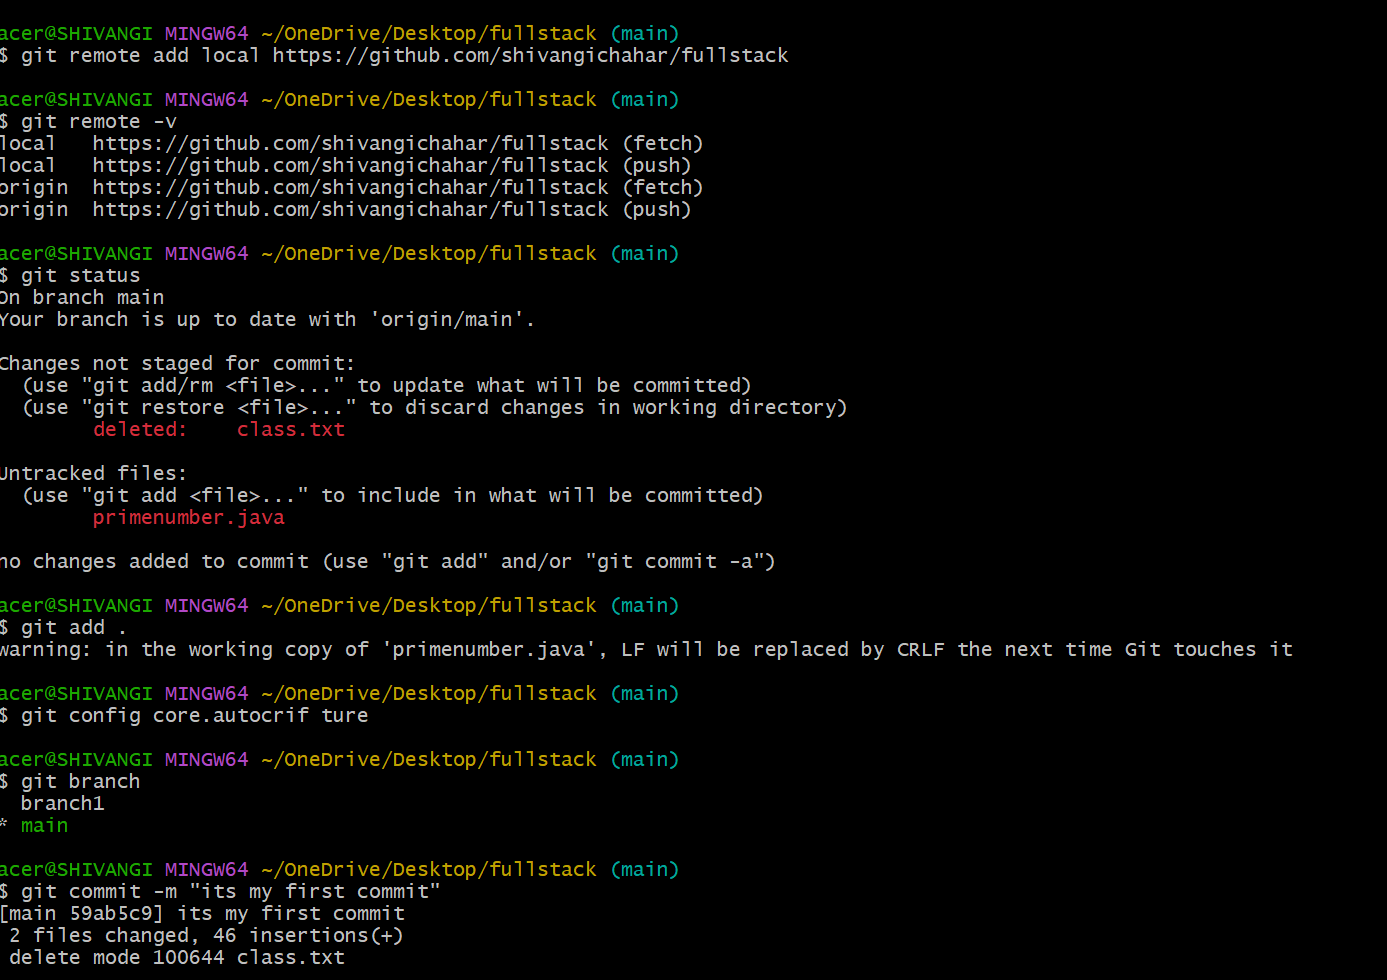 acer@SHIVANGI MINGW64 ~/OneDrive/Desktop/fullstack (main)
$ git remote add local https://github.com/shivangichahar/fullstack
acer@SHIVANGI MINGW64 ~/OneDrive/Desktop/fullstack (main)
$ git remote -v
local   https://github.com/shivangichahar/fullstack (fetch)
local   https://github.com/shivangichahar/fullstack (push)
origin  https://github.com/shivangichahar/fullstack (fetch)
origin  https://github.com/shivangichahar/fullstack (push)
acer@SHIVANGI MINGW64 ~/OneDrive/Desktop/fullstack (main)
$ git status
On branch main
Your branch is up to date with 'origin/main'.
Changes not staged for commit:
  (use "git add/rm <file>..." to update what will be committed)
  (use "git restore <file>..." to discard changes in working directory)
        deleted:    class.txt
Untracked files:
  (use "git add <file>..." to include in what will be committed)
        primenumber.java
no changes added to commit (use "git add" and/or "git commit -a")
acer@SHIVANGI MINGW64 ~/OneDrive/Desktop/fullstack (main)
$ git add .
warning: in the working copy of 'primenumber.java', LF will be replaced by CRLF the next time Git touches it
acer@SHIVANGI MINGW64 ~/OneDrive/Desktop/fullstack (main)
$ git config core.autocrif ture
acer@SHIVANGI MINGW64 ~/OneDrive/Desktop/fullstack (main)
$ git branch
  branch1
* main
acer@SHIVANGI MINGW64 ~/OneDrive/Desktop/fullstack (main)
$ git commit -m "its my first commit"
[main 59ab5c9] its my first commit
 2 files changed, 46 insertions(+)
 delete mode 100644 class.txt